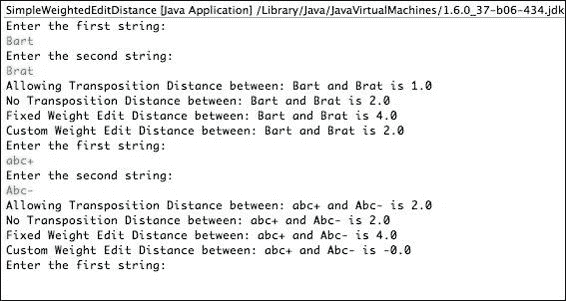 SimpleWeightedEditDistance [Java Application] /Library/Java/JavaVirtualMachines/1.6.0_37-b06-434.jdk
Enter the first string:
Bart
Enter the second string:
Brat
Allowing Transposition Distance between: Bart and Brat is 1.0
No Transposition Distance between: Bart and Brat is 2.0
Fixed Weight Edit Distance between: Bart and Brat is 4.0
Custom Weight Edit Distance between: Bart and Brat is 2.0
Enter the first string:
abc+
Enter the second string:
Abc-
Allowing Transposition Distance between: abc+ and Abc- is 2.0
No Transposition Distance between: abc+ and Abc- is 2.0
Fixed Weight Edit Distance between: abc+ and Abc- is 4.0
Custom Weight Edit Distance between: abc+ and Abc- is -0.0
Enter the first string: